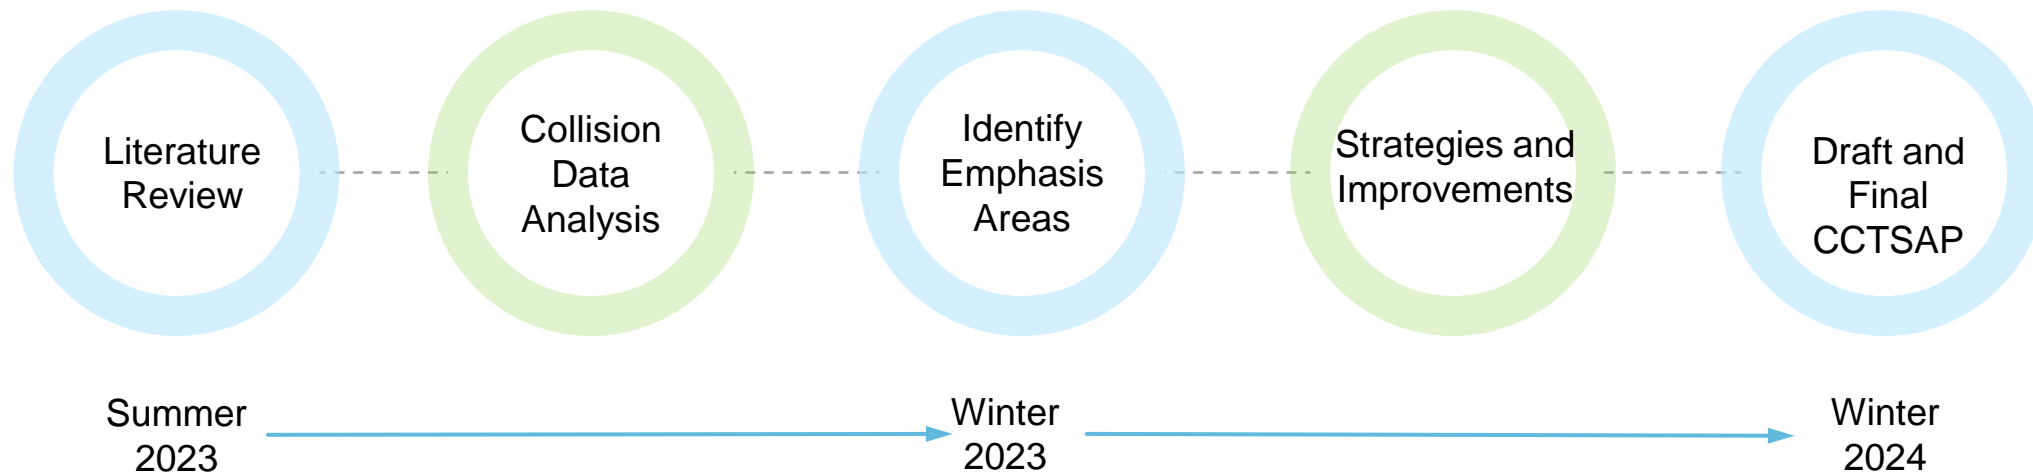 Literature
Review
Collision
Data
Analysis
Identify
Emphasis
Areas
Strategies and
Improvements
Draft and
Final
CCTSAP
Summer
2023
Winter
2023
Winter
2024